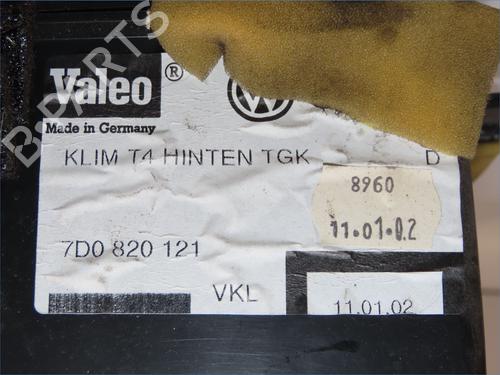 B-PARTS
Valeo®
Made in Germany
KLIM T4 HINTEN TGK D
8960
11.01.02
7D0 820 121
VKL
11.01.02